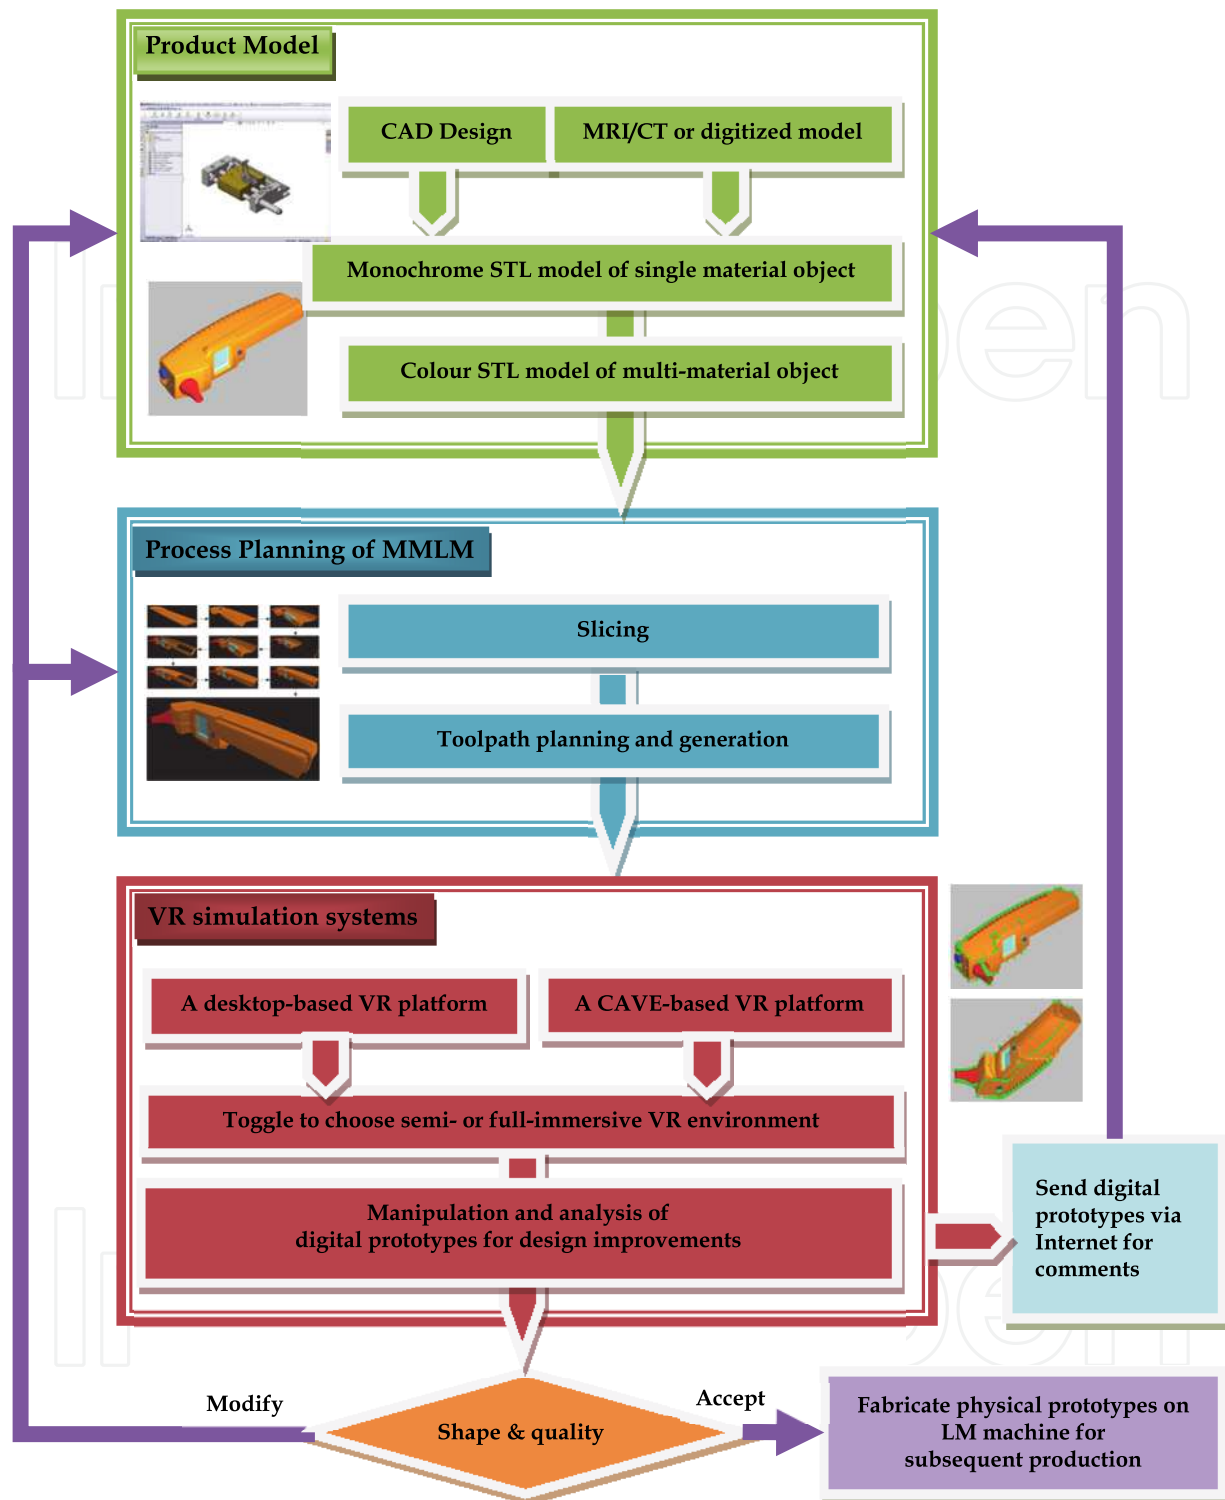 Product Model
CAD Design
MRI/CT or digitized model
Monochrome STL model of single material object
Colour STL model of multi-material object
Process Planning of MMLM
Slicing
Toolpath planning and generation
VR simulation systems
A desktop-based VR platform
A CAVE-based VR platform
Toggle to choose semi- or full-immersive VR environment
Manipulation and analysis of
digital prototypes for design improvements
Send digital
prototypes via
Internet for
comments
Modify
Shape & quality
Accept
Fabricate physical prototypes on
LM machine for
subsequent production